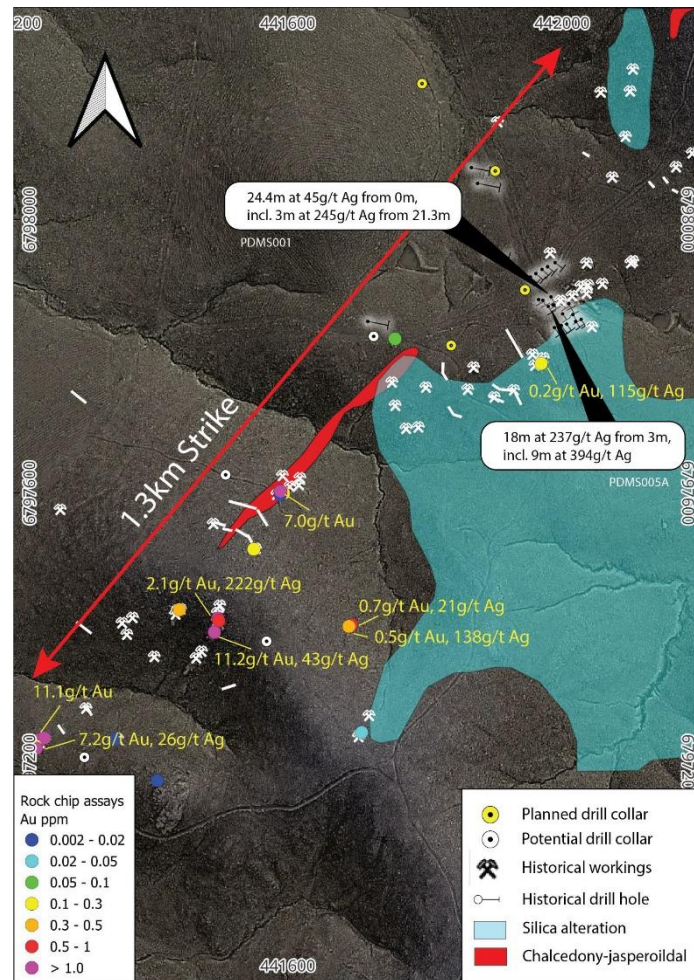 200
441600
442000
24.4m at 45g/t Ag from 0m,
incl. 3m at 245g/t Ag from 21.3m
PDMS001
6798000
6798000
0.2g/t Au, 115g/t Ag
18m at 237g/t Ag from 3m,
incl. 9m at 394g/t Ag
PDMS005A
1.3km Strike
6797600
6797600
7.0g/t Au
2.1g/t Au, 222g/t Ag
0.7g/t Au, 21g/t Ag
0.5g/t Au, 138g/t Ag
11.2g/t Au, 43g/t Ag
11.1g/t Au
7.2g/t Au, 26g/t Ag
97200
679720
Rock chip assays
Au ppm
0.002 - 0.02
0.02 - 0.05
0.05 - 0.1
0.1 - 0.3
0.3 - 0.5
0.5 - 1
> 1.0
Planned drill collar
Potential drill collar
Historical workings
Historical drill hole
Silica alteration
Chalcedony-jasperoildal
441600